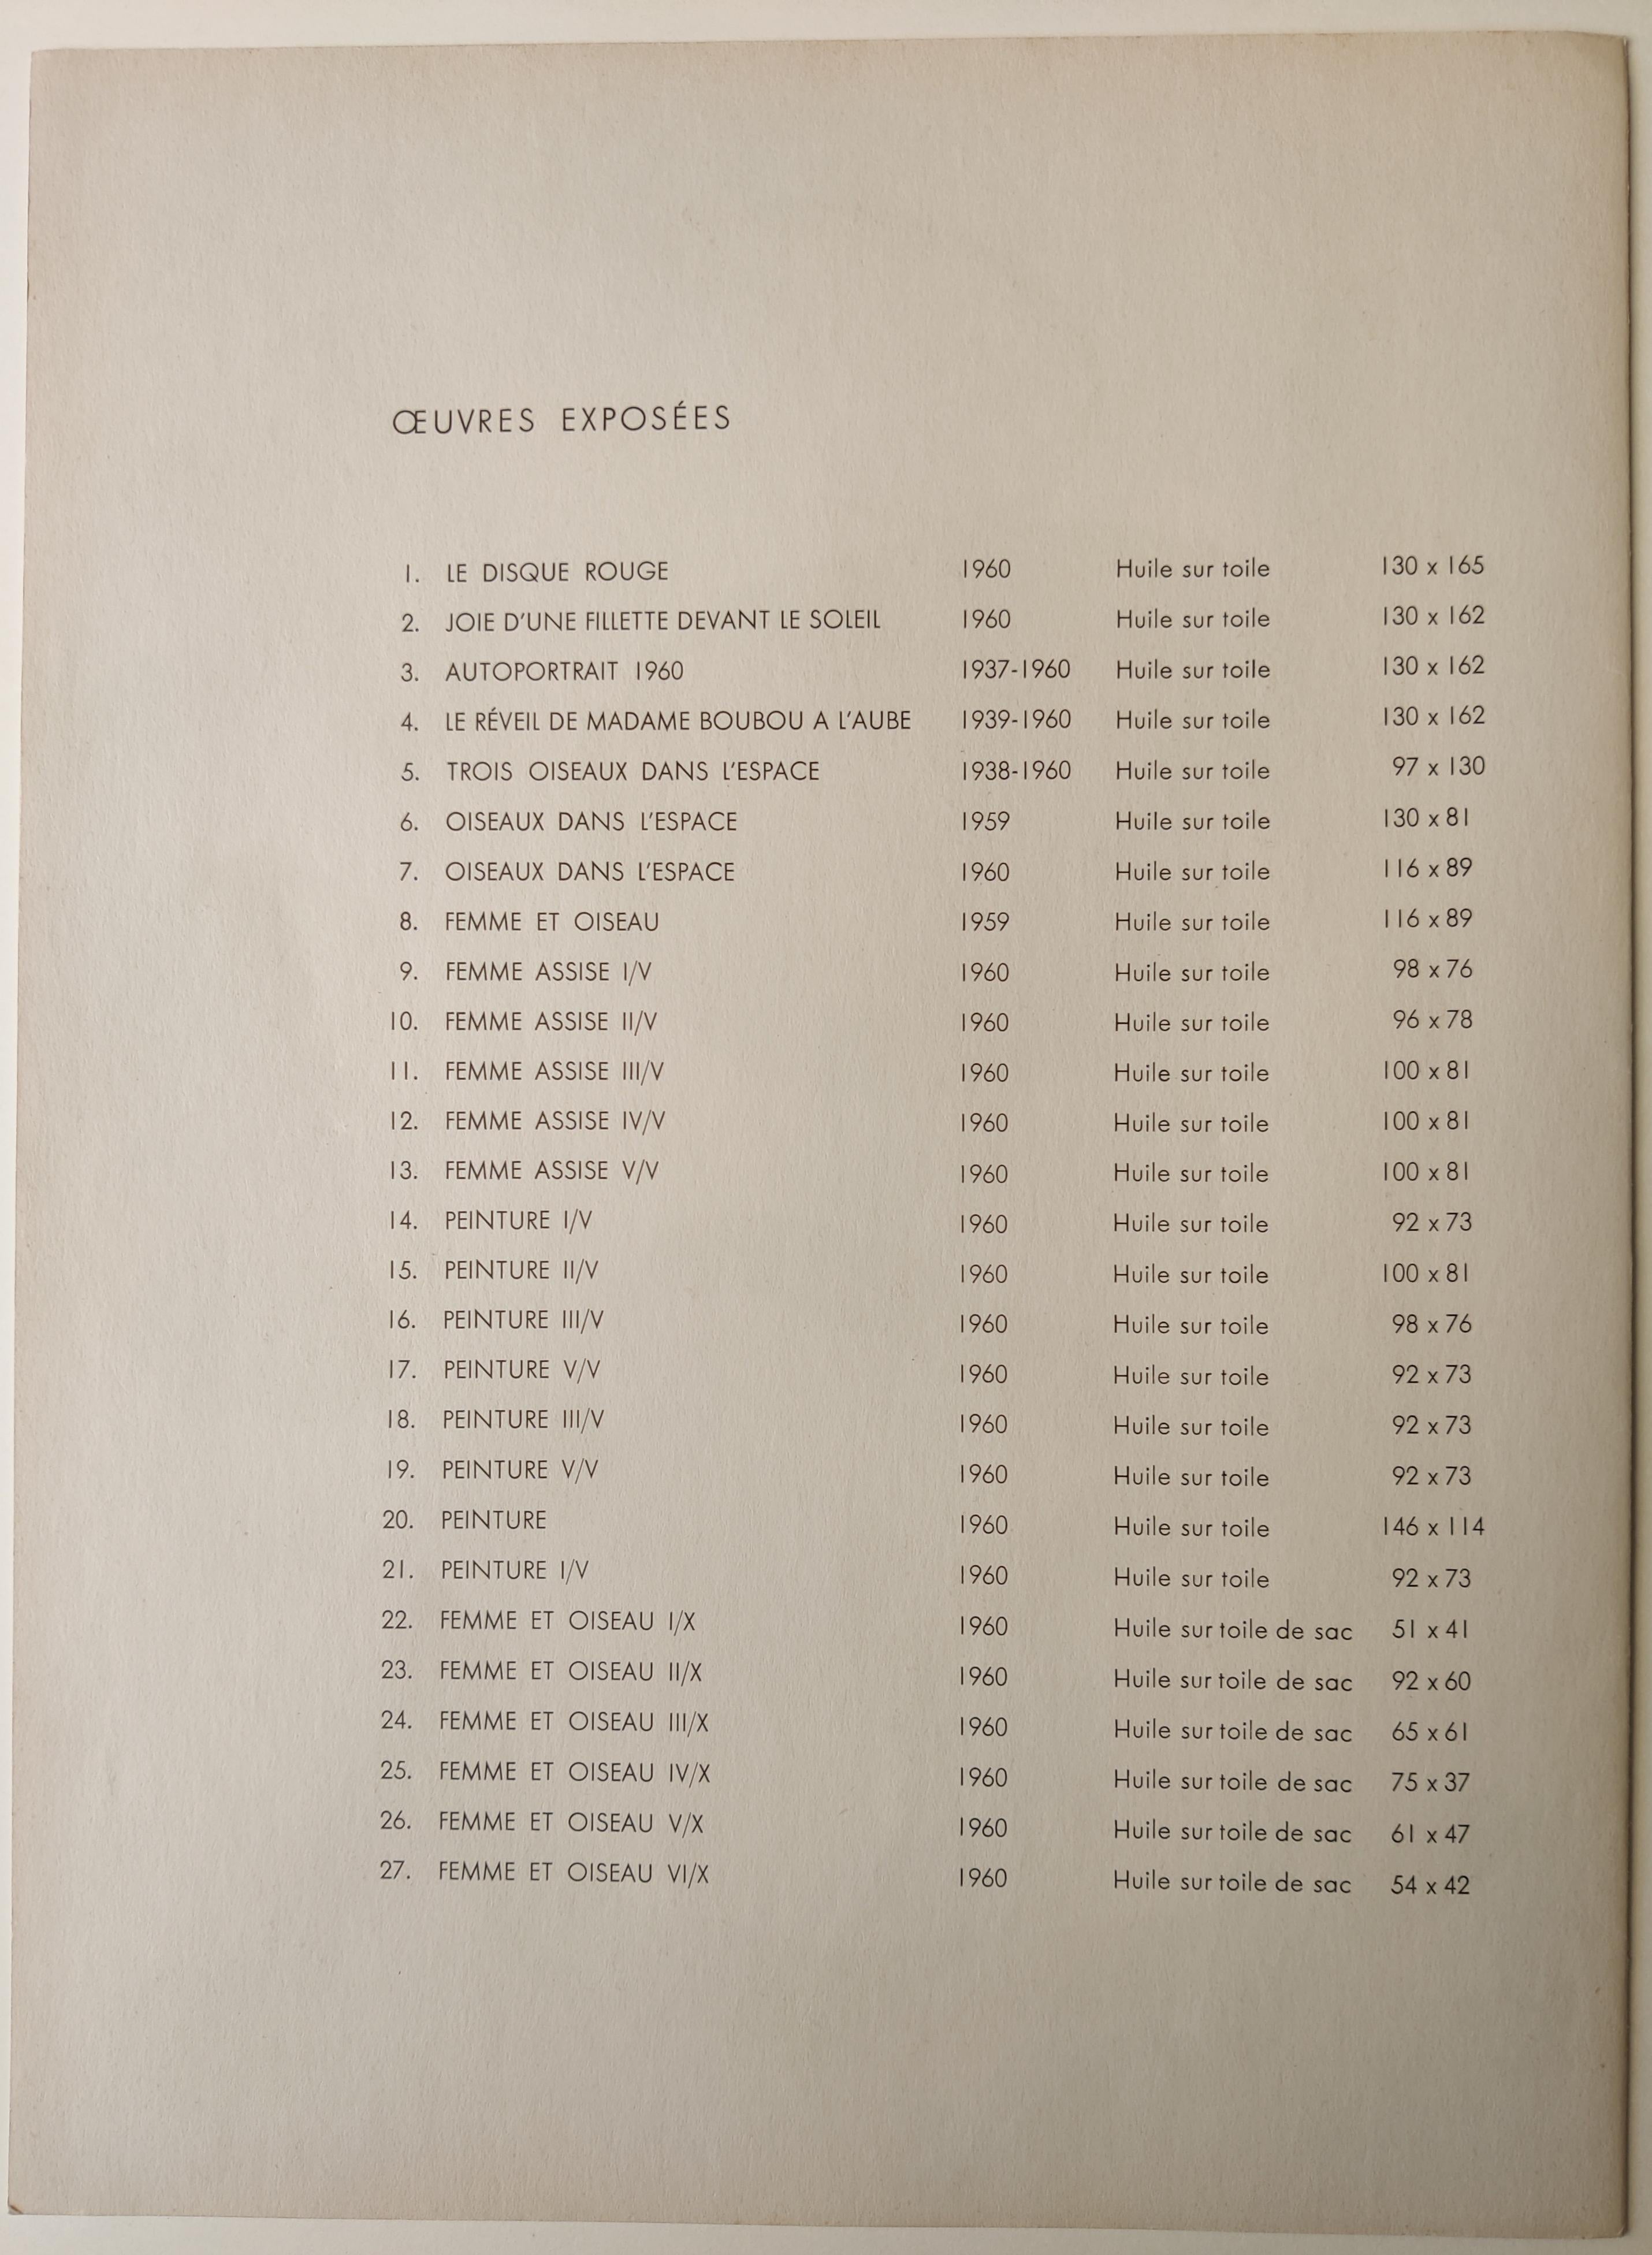 ŒUVRES EXPOSÉES
1. LE DISQUE ROUGE 1960 Huile sur toile 130 x 165
2. JOIE D'UNE FILLETTE DEVANT LE SOLEIL 1960 Huile sur toile 130 x 162
3. AUTOPORTRAIT 1960 1937-1960 Huile sur toile 130 x 162
4. LE RÉVEIL DE MADAME BOUBOU A L'AUBE 1939-1960 Huile sur toile 130 x 162
5. TROIS OISEAUX DANS L'ESPACE 1938-1960 Huile sur toile 97 x 130
6. OISEAUX DANS L'ESPACE 1959 Huile sur toile 130 x 81
7. OISEAUX DANS L'ESPACE 1960 Huile sur toile 116 x 89
8. FEMME ET OISEAU 1959 Huile sur toile 116 x 89
9. FEMME ASSISE I/V 1960 Huile sur toile 98 x 76
10. FEMME ASSISE II/V 1960 Huile sur toile 96 x 78
11. FEMME ASSISE III/V 1960 Huile sur toile 100 x 81
12. FEMME ASSISE IV/V 1960 Huile sur toile 100 x 81
13. FEMME ASSISE V/V 1960 Huile sur toile 100 x 81
14. PEINTURE I/V 1960 Huile sur toile 92 x 73
15. PEINTURE II/V 1960 Huile sur toile 100 x 81
16. PEINTURE III/V 1960 Huile sur toile 98 x 76
17. PEINTURE V/V 1960 Huile sur toile 92 x 73
18. PEINTURE III/V 1960 Huile sur toile 92 x 73
19. PEINTURE V/V 1960 Huile sur toile 92 x 73
20. PEINTURE 1960 Huile sur toile 146 x 114
21. PEINTURE I/V 1960 Huile sur toile 92 x 73
22. FEMME ET OISEAU I/X 1960 Huile sur toile de sac 51 x 41
23. FEMME ET OISEAU II/X 1960 Huile sur toile de sac 92 x 60
24. FEMME ET OISEAU III/X 1960 Huile sur toile de sac 65 x 61
25. FEMME ET OISEAU IV/X 1960 Huile sur toile de sac 75 x 37
26. FEMME ET OISEAU V/X 1960 Huile sur toile de sac 61 x 47
27. FEMME ET OISEAU VI/X 1960 Huile sur toile de sac 54 x 42